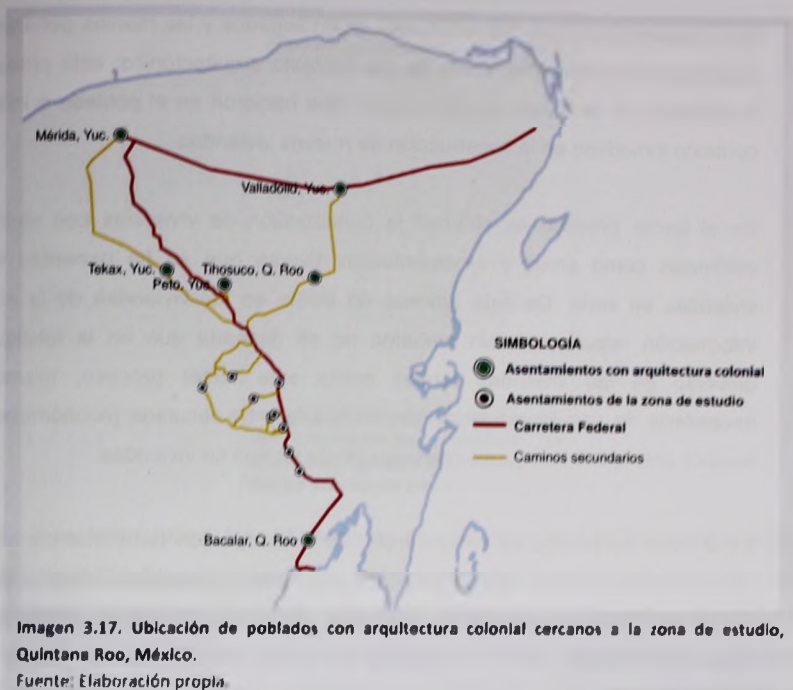 Mérida, Yuc.
Valladolid, Yuc.
Tekax, Yuc.
Tihosuco, Q. Roo
Peto, Yuc.
SIMBOLOGÍA
Asentamientos con arquitectura colonial
Asentamientos de la zona de estudio
Carretera Federal
Caminos secundarios
Bacalar, Q. Roo
Imagen 3.17. Ubicación de poblados con arquitectura colonial cercanos a la zona de estudio,
Quintana Roo, México.
Fuente: Elaboración propia.